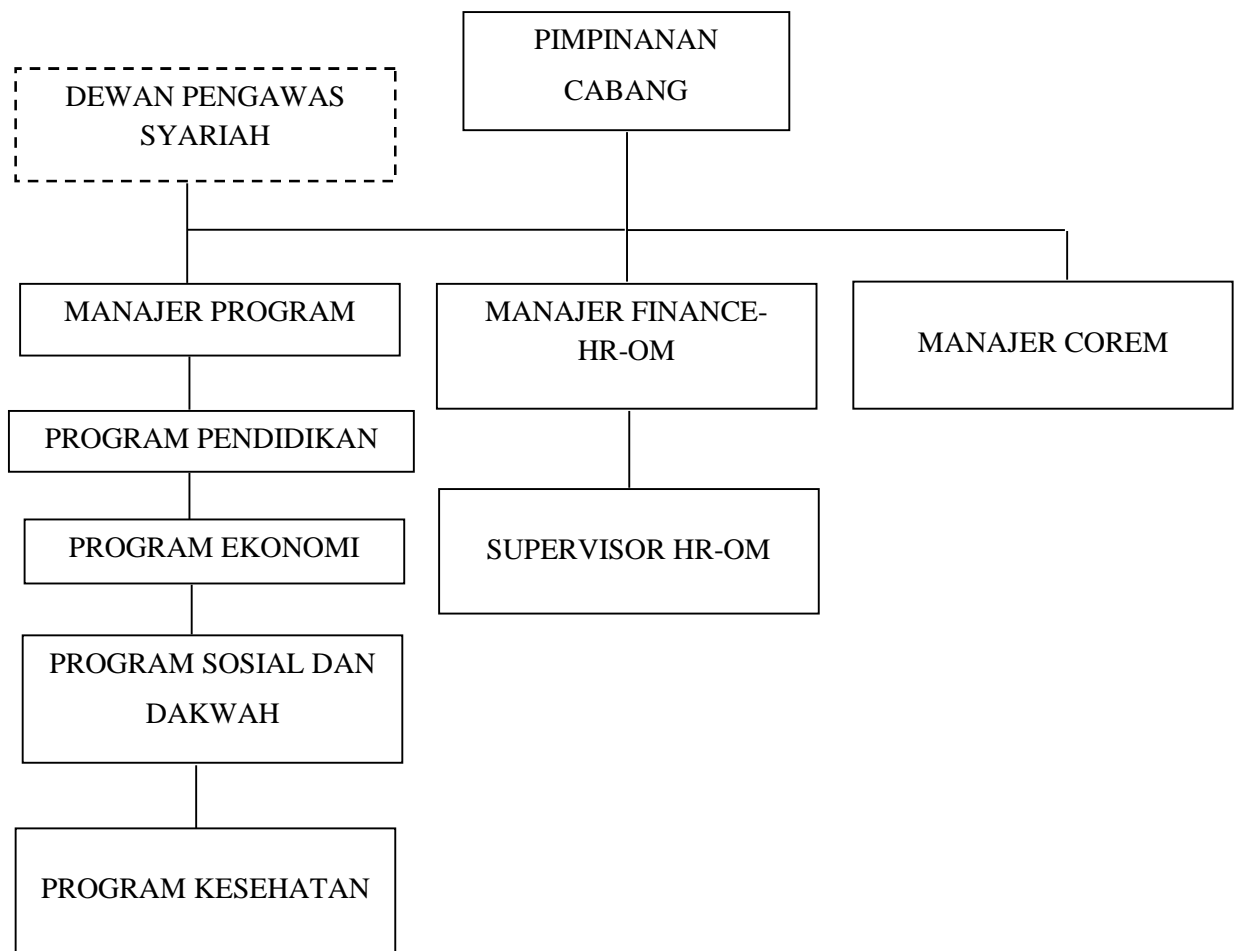 PIMPINANAN
CABANG
DEWAN PENGAWAS
SYARIAH
MANAJER PROGRAM
MANAJER FINANCE-
HR-OM
MANAJER COREM
PROGRAM PENDIDIKAN
PROGRAM EKONOMI
SUPERVISOR HR-OM
PROGRAM SOSIAL DAN
DAKWAH
PROGRAM KESEHATAN